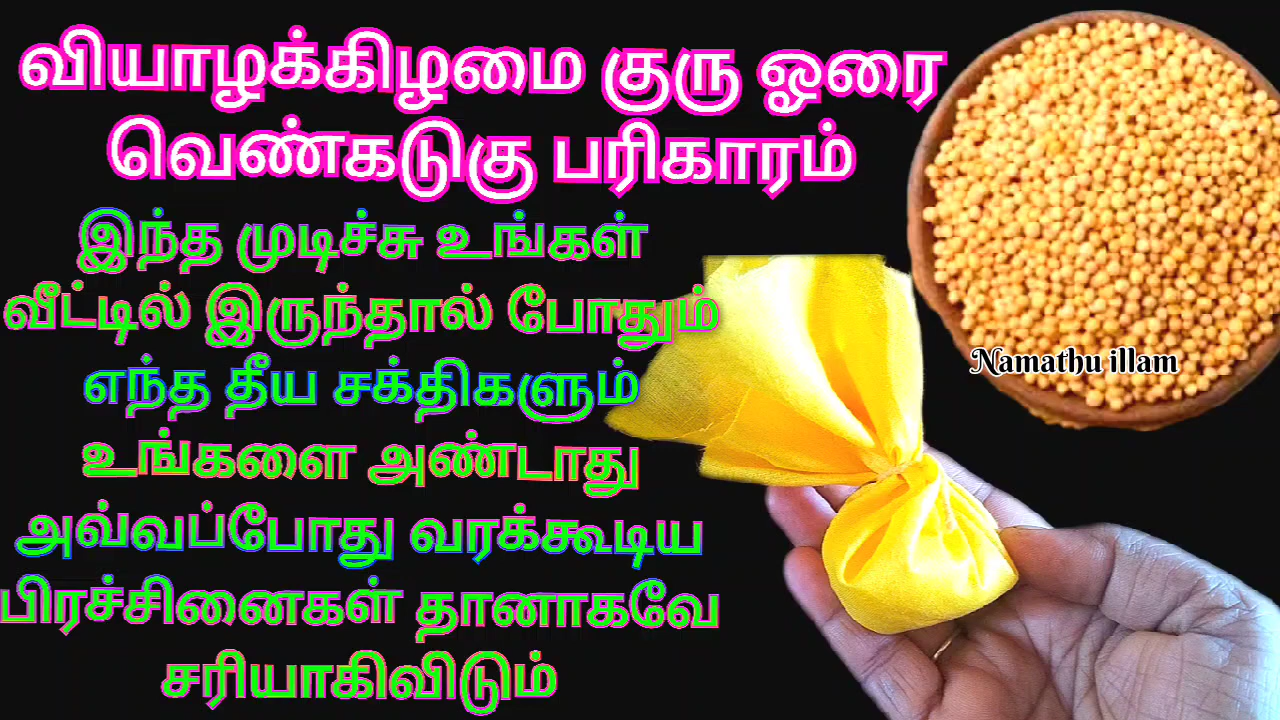 வியாழக்கிழமை குரு ஓரை
வெண்கடுகு பரிகாரம்
இந்த முடிச்சு உங்கள்
வீட்டில் இருந்தால் போதும்
எந்த தீய சக்திகளும்
உங்களை அண்டாது
அவ்வப்போது வரக்கூடிய
பிரச்சினைகள் தானாகவே
சரியாகிவிடும்
Namathu illam